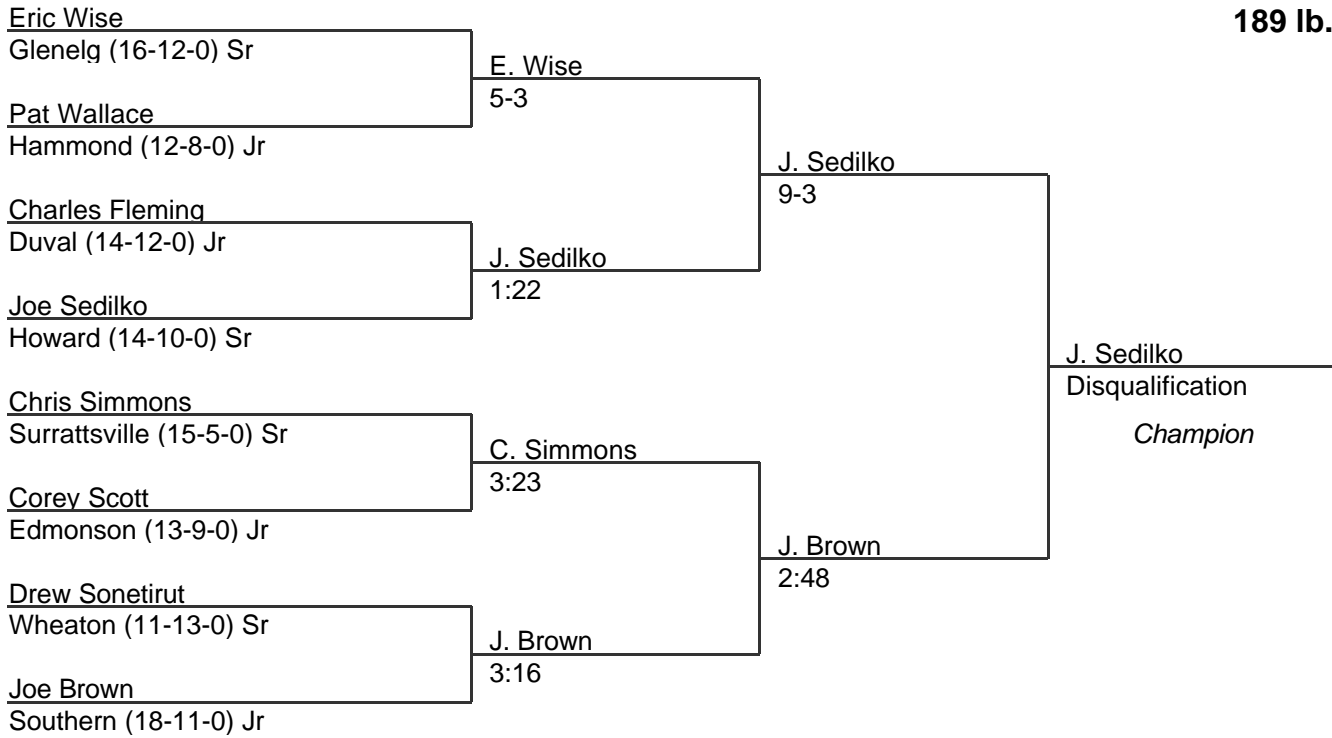 189 lb.
Eric Wise
Glenelg (16-12-0) Sr
E. Wise
5-3
Pat Wallace
Hammond (12-8-0) Jr
J. Sedilko
9-3
Charles Fleming
Duval (14-12-0) Jr
J. Sedilko
1:22
Joe Sedilko
Howard (14-10-0) Sr
J. Sedilko
Disqualification
Champion
Chris Simmons
Surrattsville (15-5-0) Sr
C. Simmons
3:23
Corey Scott
Edmonson (13-9-0) Jr
J. Brown
2:48
Drew Sonetirut
Wheaton (11-13-0) Sr
J. Brown
3:16
Joe Brown
Southern (18-11-0) Jr